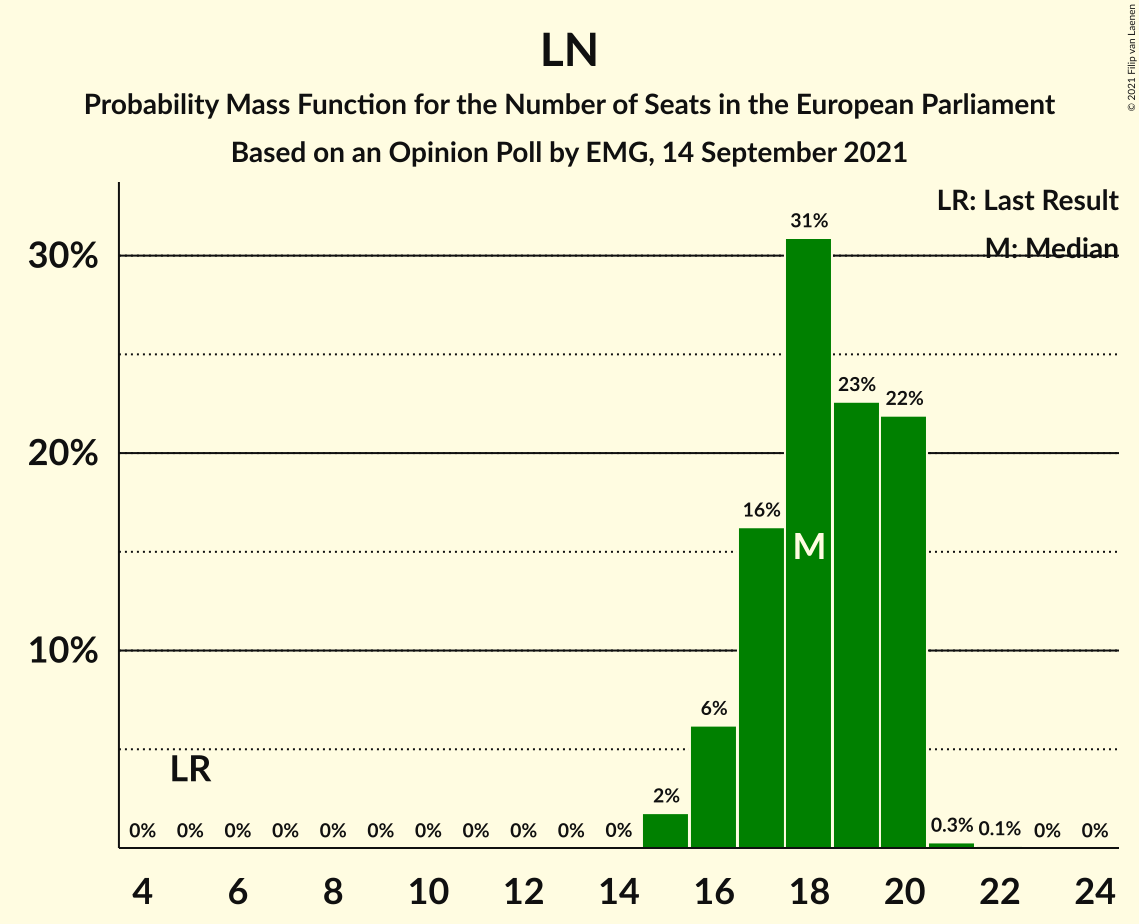 LN
Probability Mass Function for the Number of Seats in the European Parliament
Based on an Opinion Poll by EMG, 14 September 2021
© 2021 Filip van Laenen
LR: Last Result
M: Median
30%
20%
10%
31%
23%
22%
16%
M
6%
LR
2%
0% 0% 0% 0% 0% 0% 0% 0% 0% 0% 0% 0.3% 0.1% 0% 0%
4 6 8 10 12 14 16 18 20 22 24